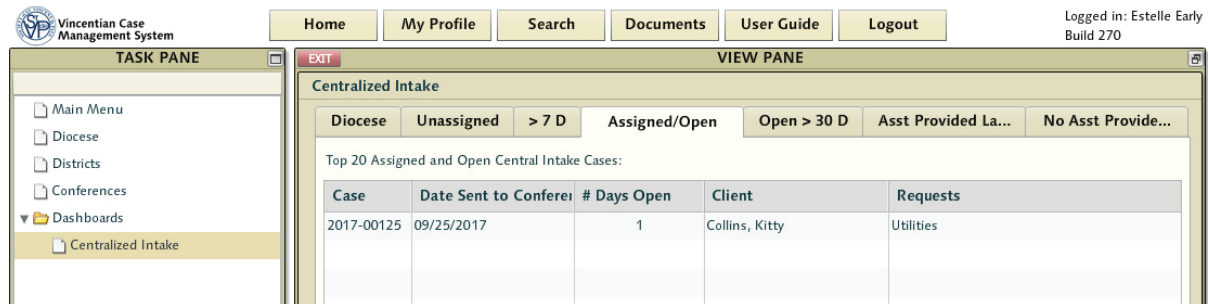 SVP
Vincentian Case
Management System
Home
My Profile
Search
Documents
User Guide
Logout
Logged in: Estelle Early
Build 270
TASK PANE
Main Menu
Diocese
Districts
Conferences
Dashboards
Centralized Intake
EXIT
VIEW PANE
Centralized Intake
Diocese
Unassigned
> 7 D
Assigned/Open
Open > 30 D
Asst Provided La...
No Asst Provide...
Top 20 Assigned and Open Central Intake Cases:
Case Date Sent to Conferen # Days Open Client Requests
2017-00125 09/25/2017 1 Collins, Kitty Utilities